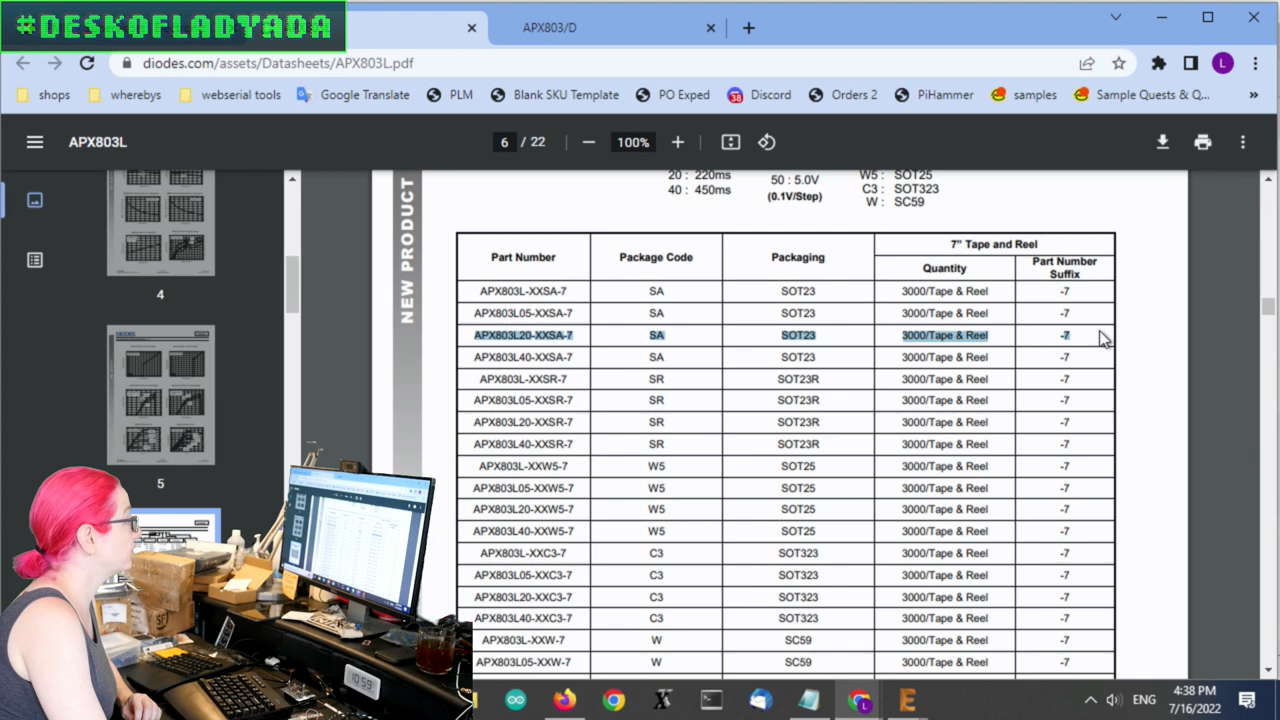 #DESKOFLADYADA
APX803/D
diodes.com/assets/Datasheets/APX803L.pdf
L
shops
wherebys
webserial tools
Google Translate
PLM
Blank SKU Template
PO Exped
38
Discord
Orders 2
PiHammer
samples
Sample Quests & Q...
»
APX803L
6 / 22
100%
4
5
NEW PRODUCT
20 : 220ms
40 : 450ms
50 : 5.0V
(0.1V/Step)
W5 : SOT25
C3 : SOT323
W : SC59
Part Number Package Code Packaging 7" Tape and Reel
Quantity Part Number Suffix
APX803L-XXSA-7 SA SOT23 3000/Tape & Reel -7
APX803L05-XXSA-7 SA SOT23 3000/Tape & Reel -7
APX803L20-XXSA-7 SA SOT23 3000/Tape & Reel -7
APX803L40-XXSA-7 SA SOT23 3000/Tape & Reel -7
APX803L-XXSR-7 SR SOT23R 3000/Tape & Reel -7
APX803L05-XXSR-7 SR SOT23R 3000/Tape & Reel -7
APX803L20-XXSR-7 SR SOT23R 3000/Tape & Reel -7
APX803L40-XXSR-7 SR SOT23R 3000/Tape & Reel -7
APX803L-XXW5-7 W5 SOT25 3000/Tape & Reel -7
APX803L05-XXW5-7 W5 SOT25 3000/Tape & Reel -7
APX803L20-XXW5-7 W5 SOT25 3000/Tape & Reel -7
APX803L40-XXW5-7 W5 SOT25 3000/Tape & Reel -7
APX803L-XXC3-7 C3 SOT323 3000/Tape & Reel -7
APX803L05-XXC3-7 C3 SOT323 3000/Tape & Reel -7
APX803L20-XXC3-7 C3 SOT323 3000/Tape & Reel -7
APX803L40-XXC3-7 C3 SOT323 3000/Tape & Reel -7
APX803L-XXW-7 W SC59 3000/Tape & Reel -7
APX803L05-XXW-7 W SC59 3000/Tape & Reel -7
10:59
ENG
4:38 PM
7/16/2022